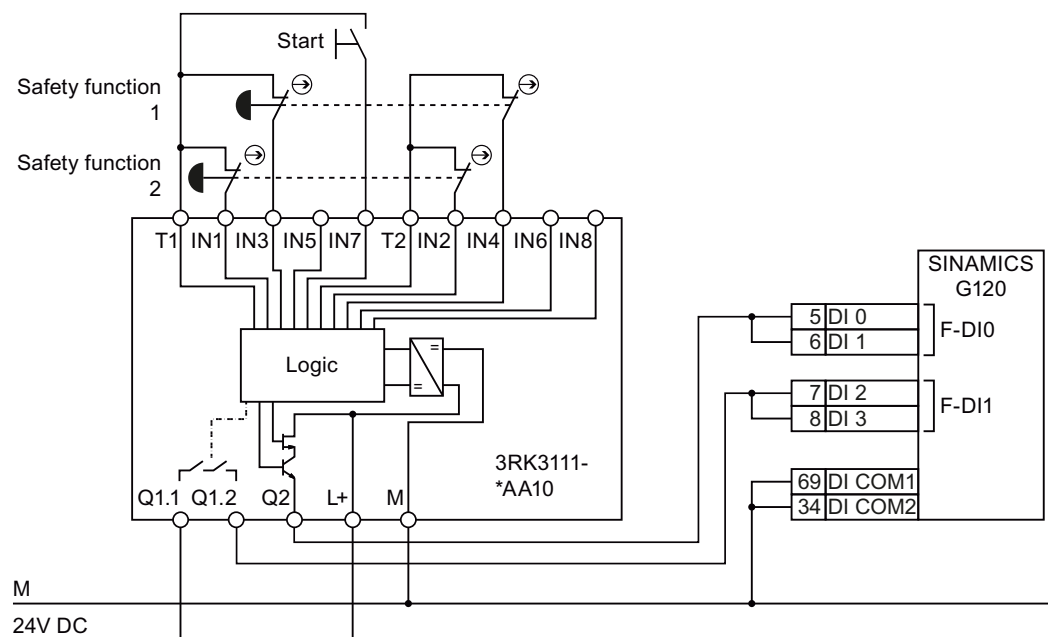 Start
Safety function
1
Safety function
2
T1 IN1 IN3 IN5 IN7 T2 IN2 IN4 IN6 IN8
SINAMICS
G120
5 DI 0
6 DI 1
F-DI0
7 DI 2
8 DI 3
F-DI1
69 DI COM1
34 DI COM2
Logic
=
=
3RK3111-
*AA10
Q1.1 Q1.2 Q2 L+ M
M
24V DC